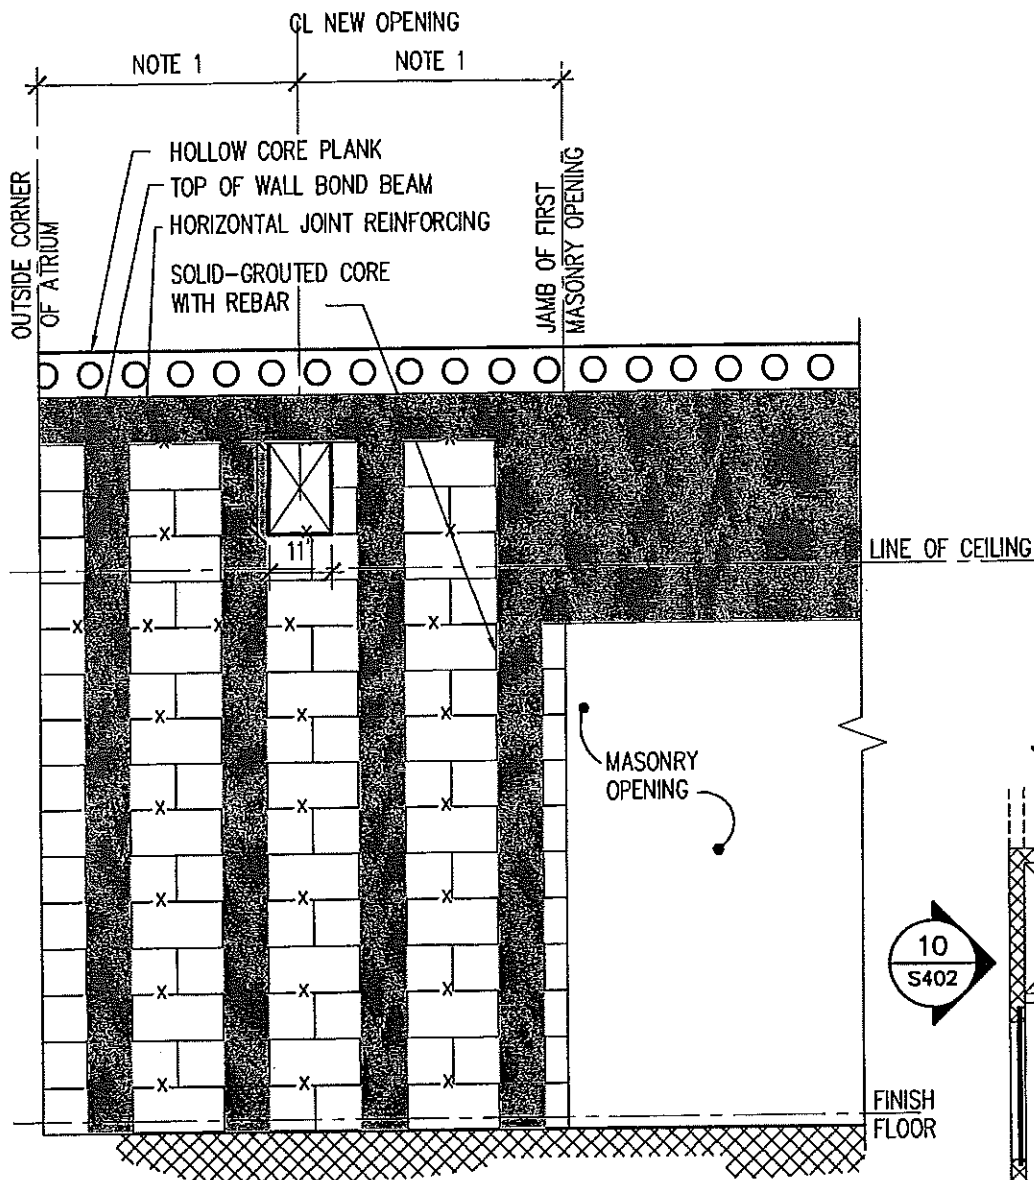 CL NEW OPENING
NOTE 1
NOTE 1
HOLLOW CORE PLANK
TOP OF WALL BOND BEAM
HORIZONTAL JOINT REINFORCING
SOLID-GROUTED CORE
WITH REBAR
OUTSIDE CORNER
OF ATRIUM
JAMB OF FIRST
MASONRY OPENING
11"
LINE OF CEILING
X
X
X
X
X
X
X
X
X
X
X
X
X
MASONRY
OPENING
X
X
X
X
X
X
10
S402
X
X
X
X
X
X
FINISH
FLOOR